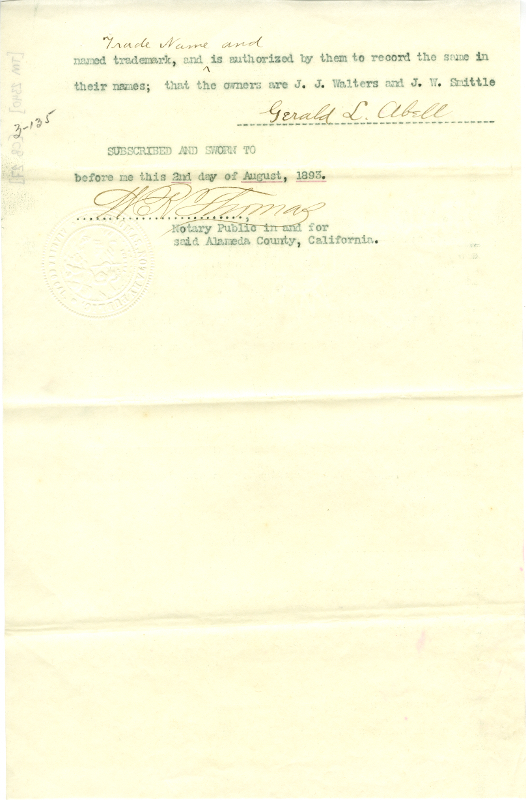 Trade Name and
named trademark, and ^ is authorized by them to record the same in
their names; that the owners are J. J. Walters and J. W. Smittle
Gerald L. Abell
3-135
SUBSCRIBED AND SWORN TO
before me this 2nd day of August, 1893.
W R Thomas
Notary Public in and for
said Alameda County, California.